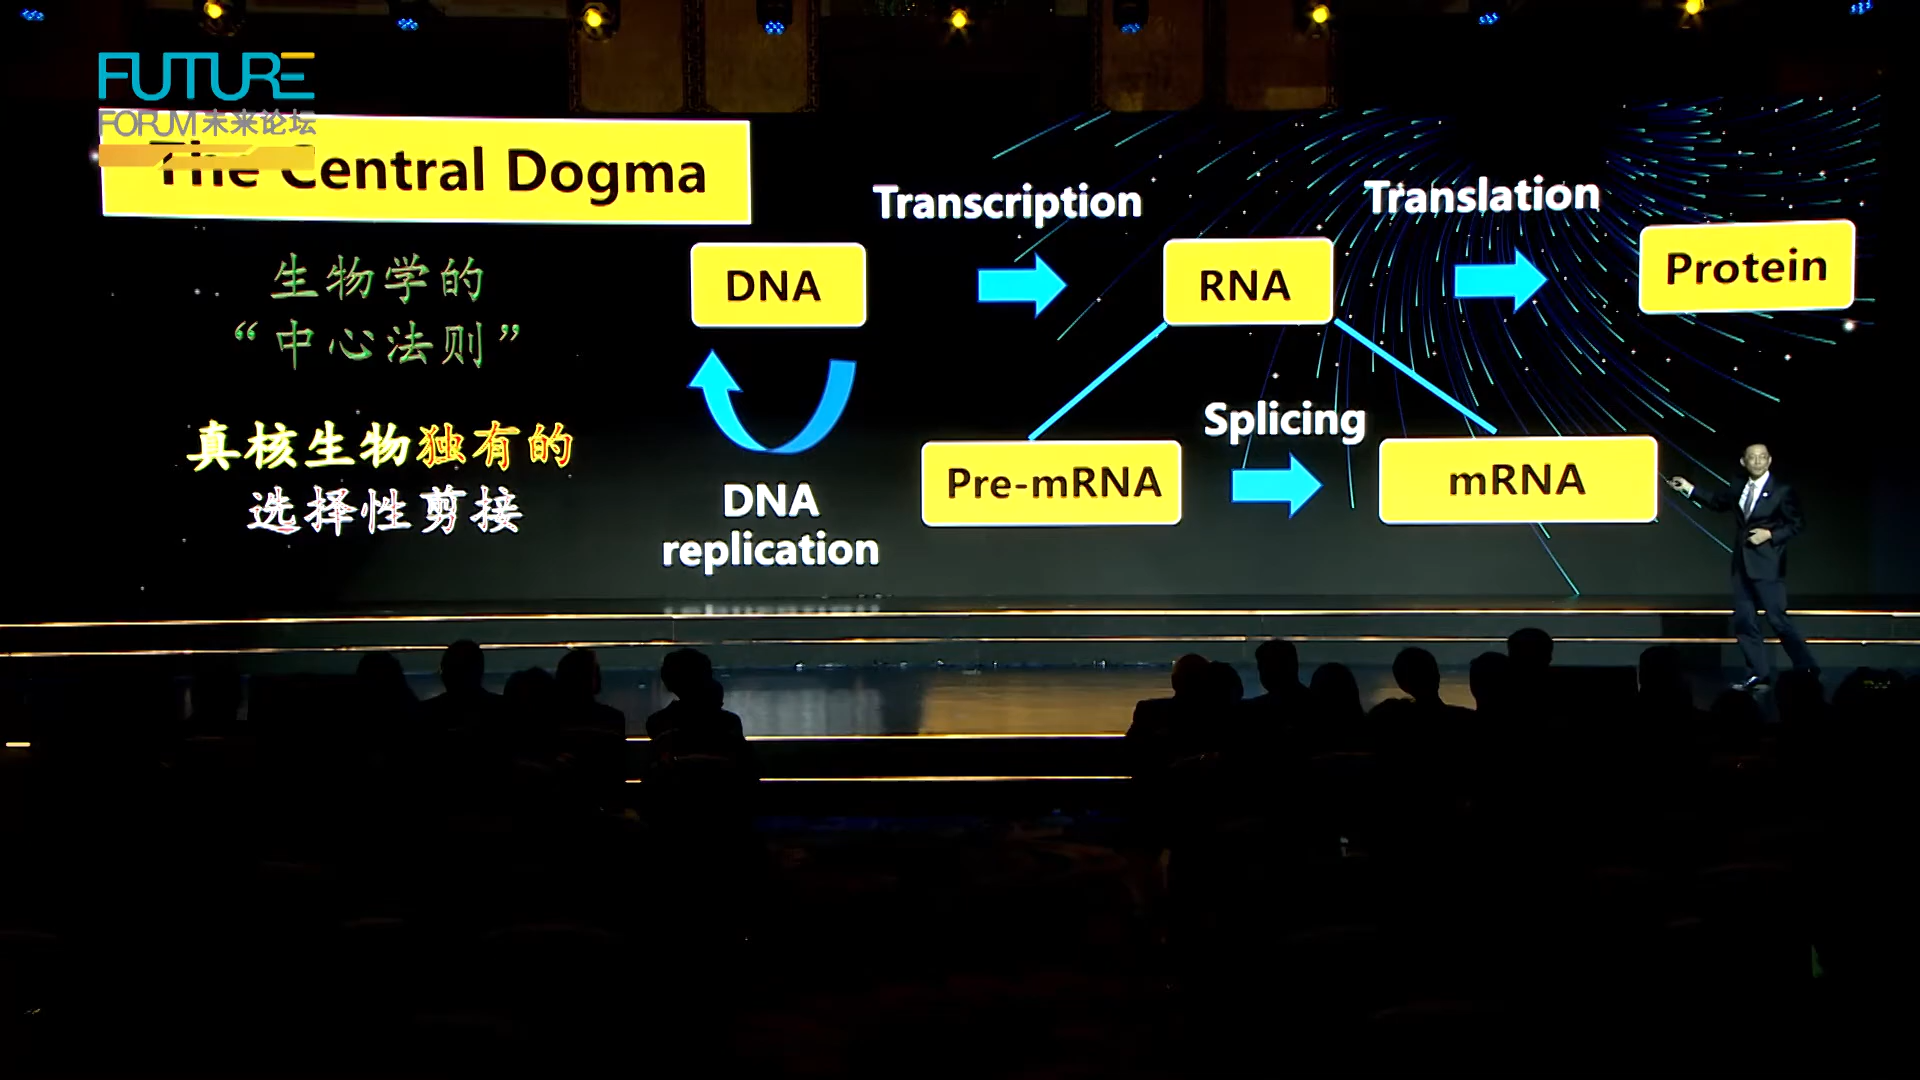 FUTURE
FORUM 未来论坛
The Central Dogma
生物学的
“中心法则”
真核生物独有的
选择性剪接
Transcription
Translation
DNA
RNA
Protein
Splicing
Pre-mRNA
mRNA
DNA
replication